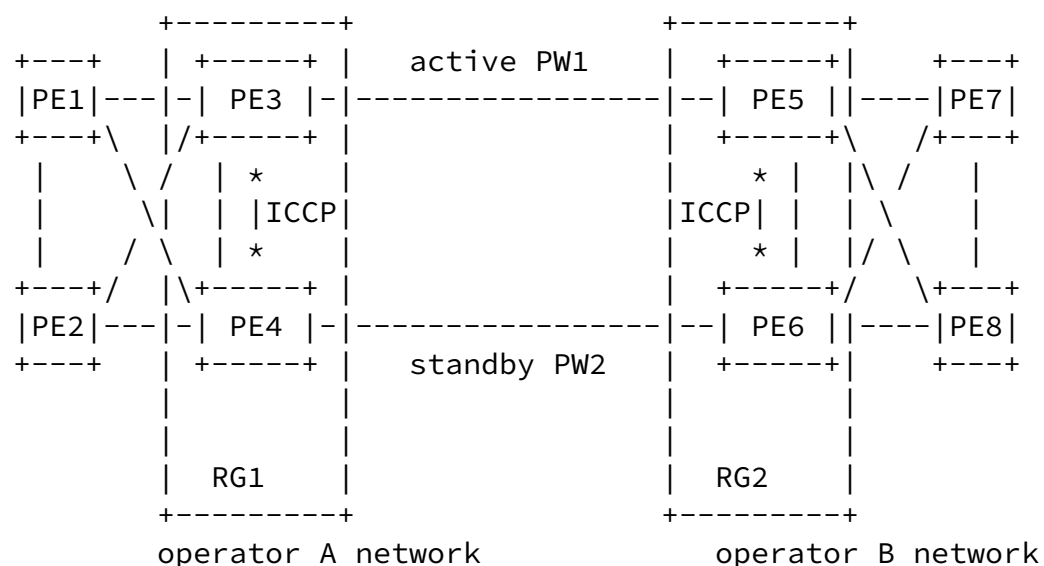 active PW1
PE1 PE3 PE5 PE7
ICCP ICCP
PE2 PE4 PE6 PE8
standby PW2
RG1 RG2
operator A network operator B network